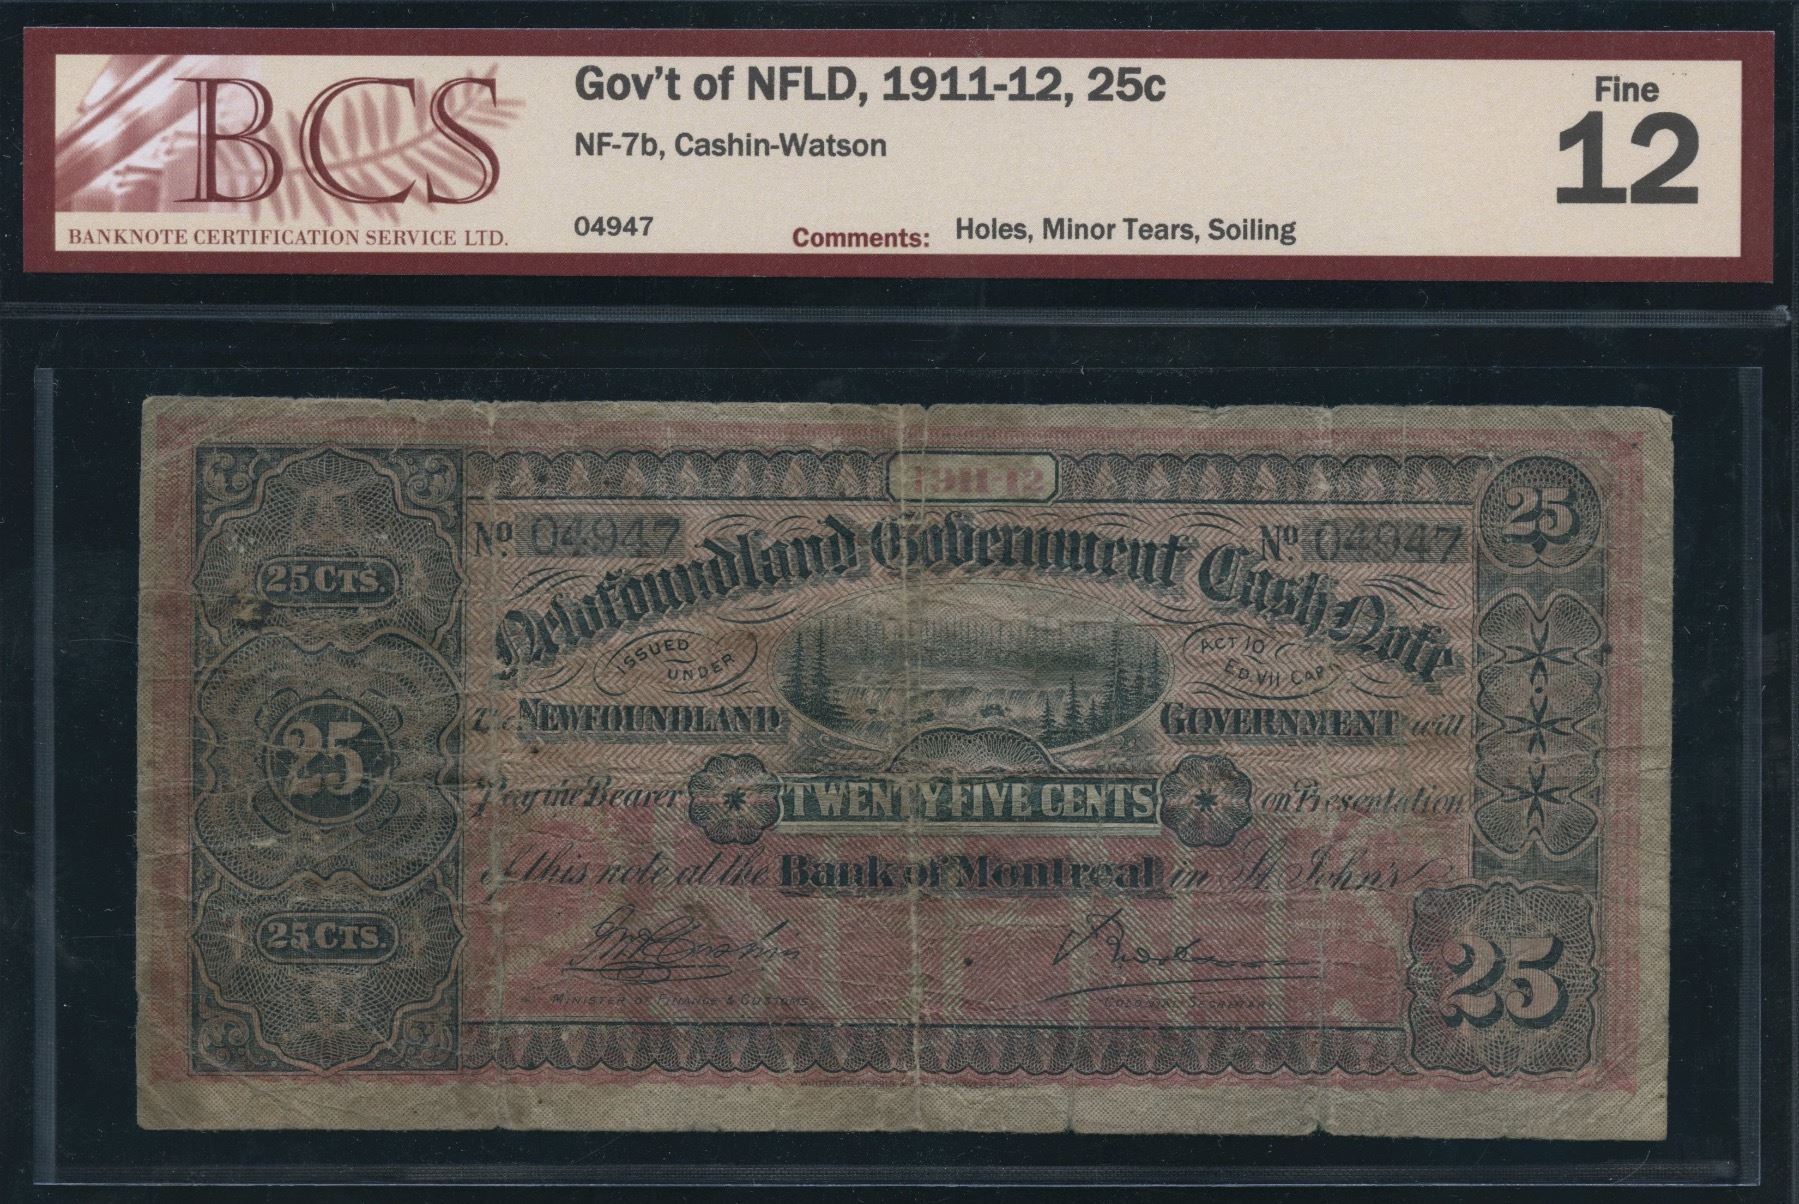 BCS
BANKNOTE CERTIFICATION SERVICE LTD.
Gov't of NFLD, 1911-12, 25c
NF-7b, Cashin-Watson
04947
Comments: Holes, Minor Tears, Soiling
Fine
12
1911-12
25
Nº 04947
Nº 04947
25 CTS.
Newfoundland Government Cash Note
ISSUED UNDER
ACT 10 ED. VII CAP
The NEWFOUNDLAND GOVERNMENT will
25
Pay the Bearer TWENTY FIVE CENTS on Presentation
of this note at the Bank of Montreal in St. John's
25 CTS.
25
MINISTER OF FINANCE & CUSTOMS
COLONIAL SECRETARY